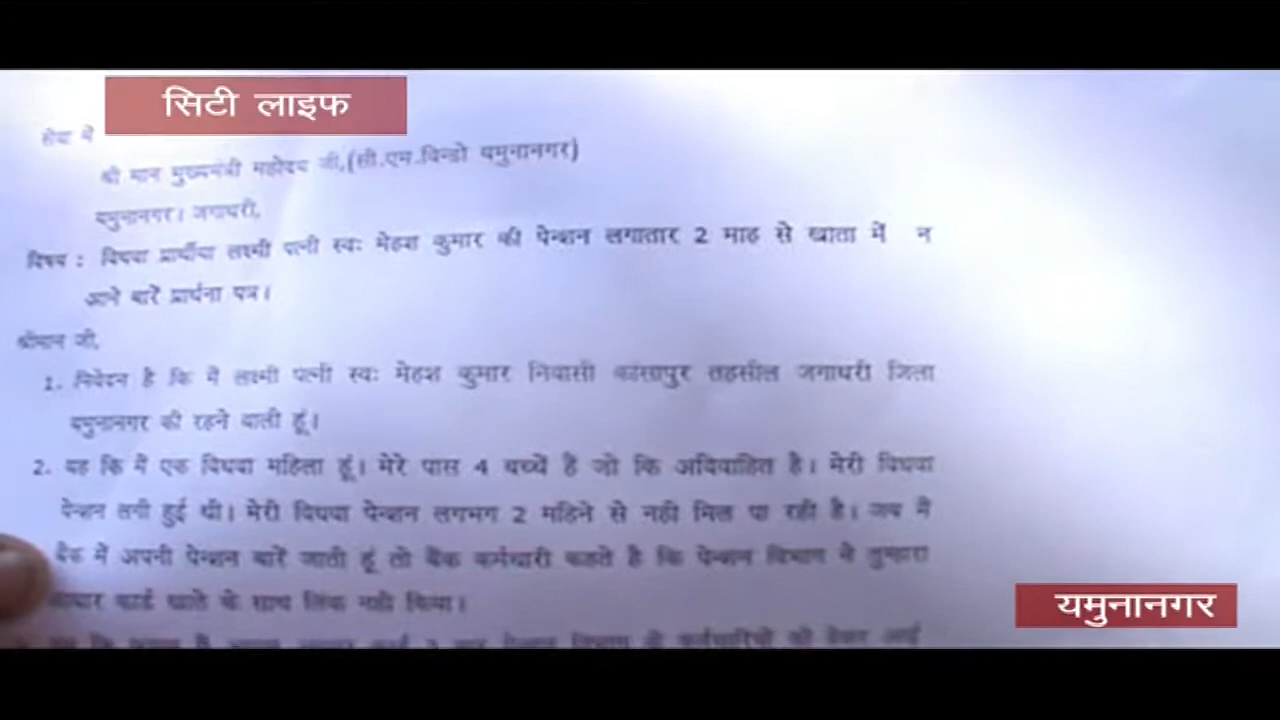 सिटी लाइफ
सेवा में
श्री मान मुख्यमंत्री महोदय जी,(सी.एम.विन्डो यमुनानगर)
यमुनानगर। जगाधरी,
विषय : विधवा प्रार्थीया लक्ष्मी पत्नी स्वः मेहश कुमार की पेन्शन लगातार 2 माह से खाता में न
आने बारें प्रार्थना पत्र।
श्रीमान जी,
1. निवेदन है कि में लक्ष्मी पत्नी स्वः मेहश कुमार निवासी कांसापुर तहसील जगाधरी जिला
यमुनानगर की रहने वाली हूं।
2. यह कि में एक विधवा महिला हूं। मेरे पास 4 बच्चें है जो कि अविवाहित है। मेरी विधवा
पेन्शन लगी हुई थी। मेरी विधवा पेन्शन लगभग 2 महिने से नही मिल पा रही है। जब मै
बैंक में अपनी पेन्शन बारें जाती हूं तो बैंक कर्मचारी कहते है कि पेन्शन विभाग ने तुम्हारा
आधार कार्ड खाते के साथ लिंक नही किया।
यमुनानगर